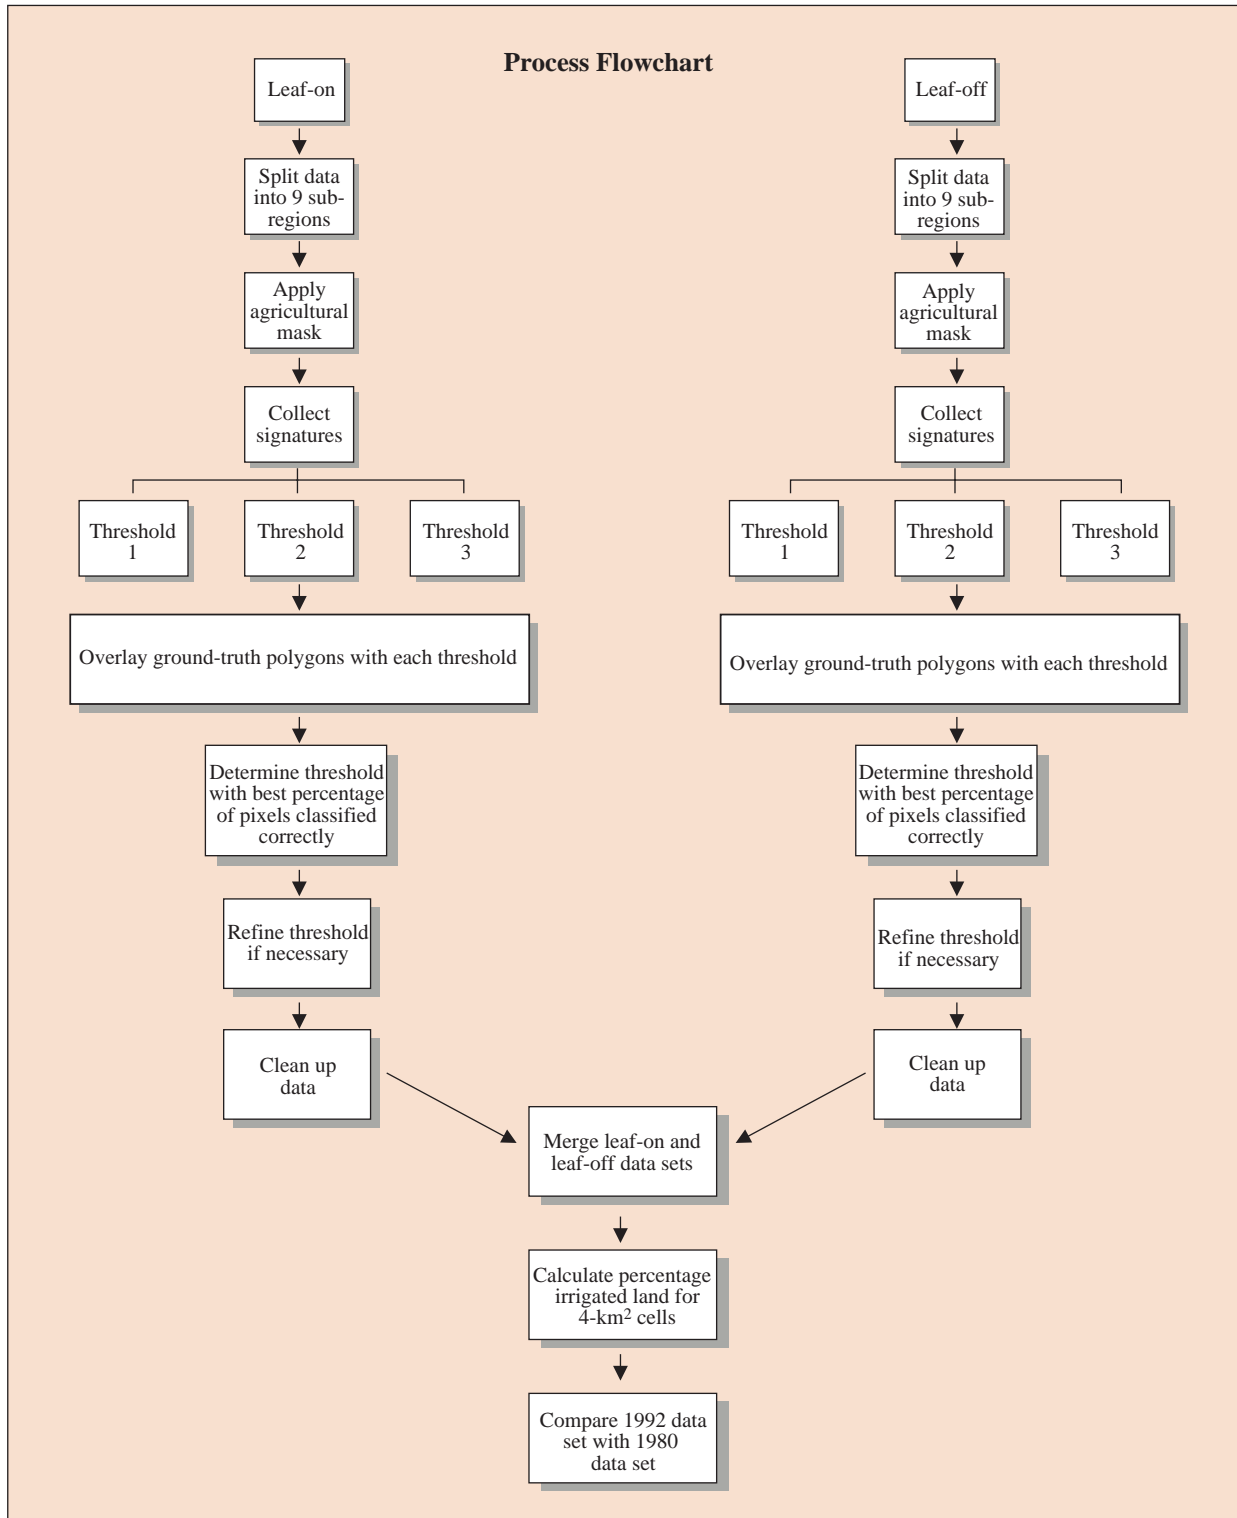 Process Flowchart
Leaf-on
Split data
into 9 sub-
regions
Apply
agricultural
mask
Collect
signatures
Threshold
1
Threshold
2
Threshold
3
Overlay ground-truth polygons with each threshold
Determine threshold
with best percentage
of pixels classified
correctly
Refine threshold
if necessary
Clean up
data
Leaf-off
Split data
into 9 sub-
regions
Apply
agricultural
mask
Collect
signatures
Threshold
1
Threshold
2
Threshold
3
Overlay ground-truth polygons with each threshold
Determine threshold
with best percentage
of pixels classified
correctly
Refine threshold
if necessary
Clean up
data
Merge leaf-on and
leaf-off data sets
Calculate percentage
irrigated land for
4-km² cells
Compare 1992 data
set with 1980
data set